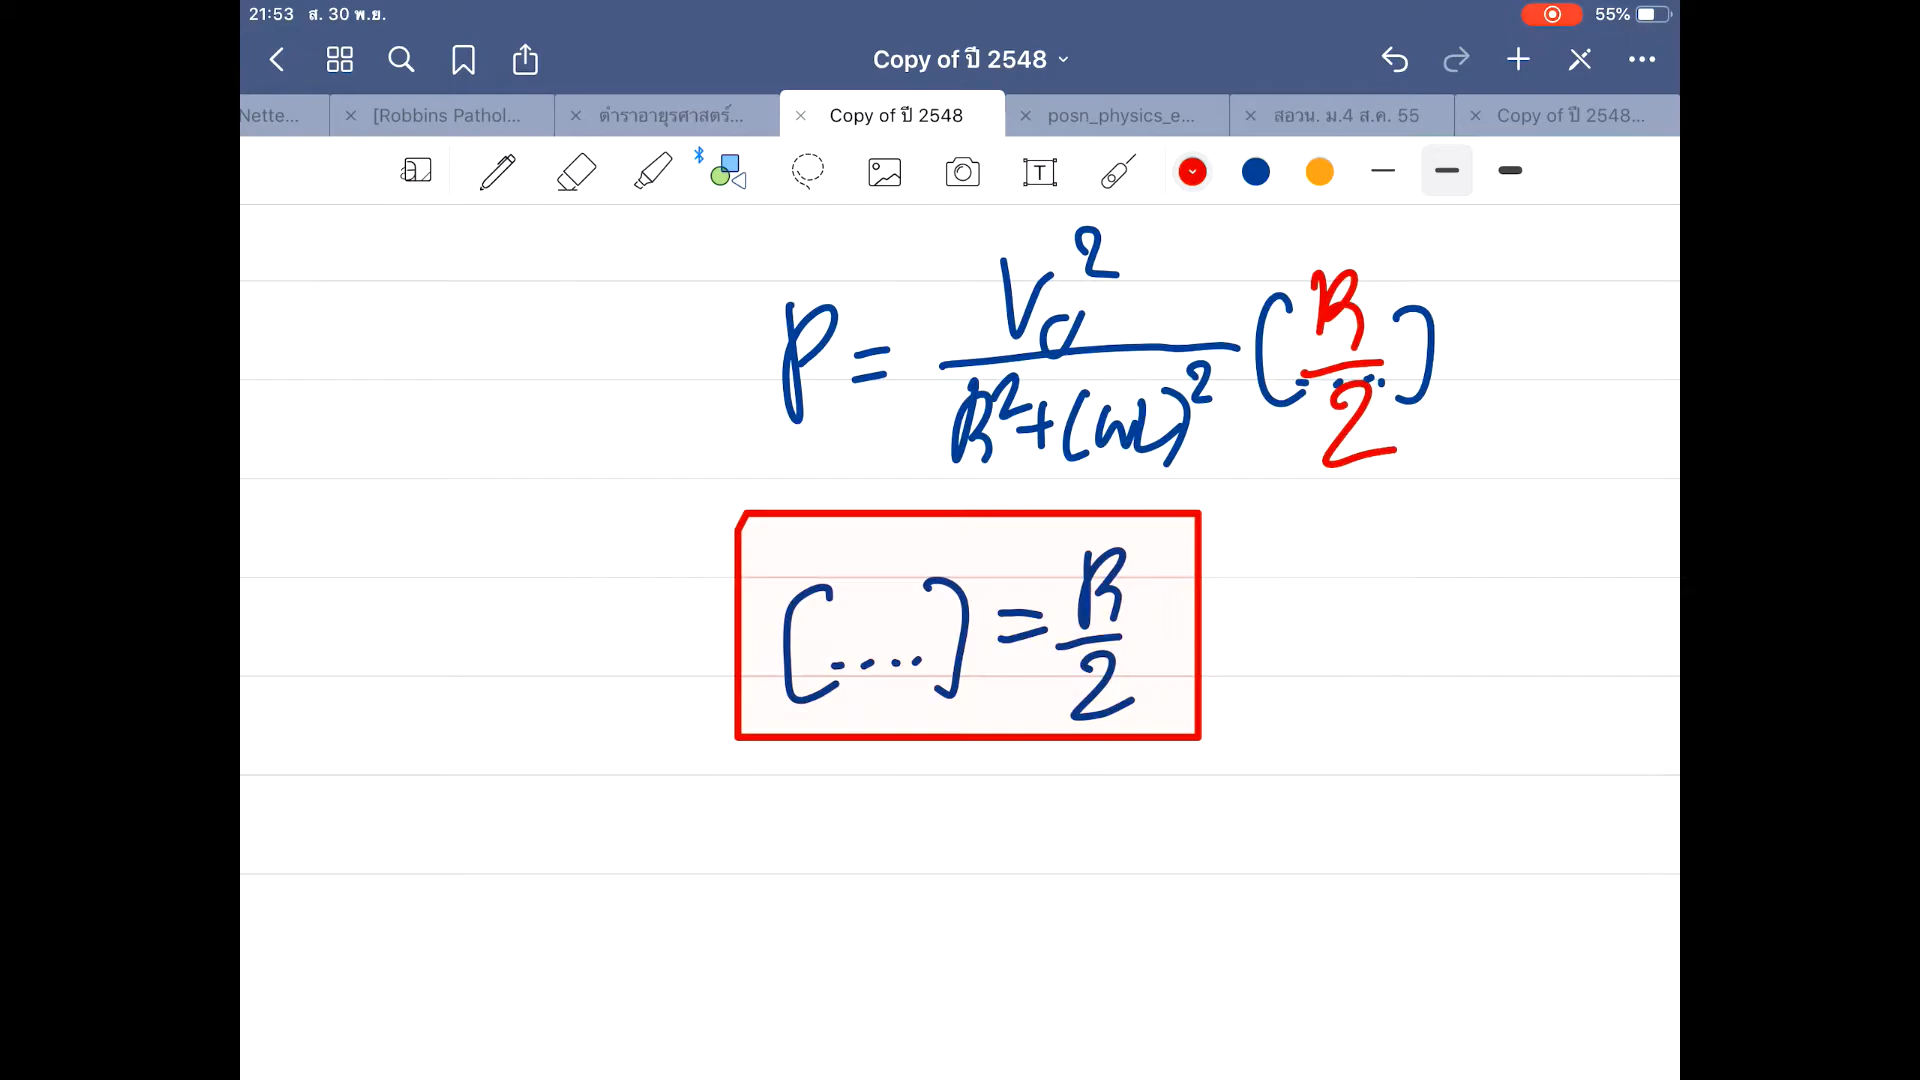 21:53 ส. 30 พ.ย. 55%
Copy of ปี 2548
Nette... [Robbins Pathol... ตำราอายุรศาสตร์... Copy of ปี 2548 posn_physics_e... สอวน. ม.4 ส.ค. 55 Copy of ปี 2548...
P = V₀² / (R² + (ωL)²) [R/2]
[....] = R/2